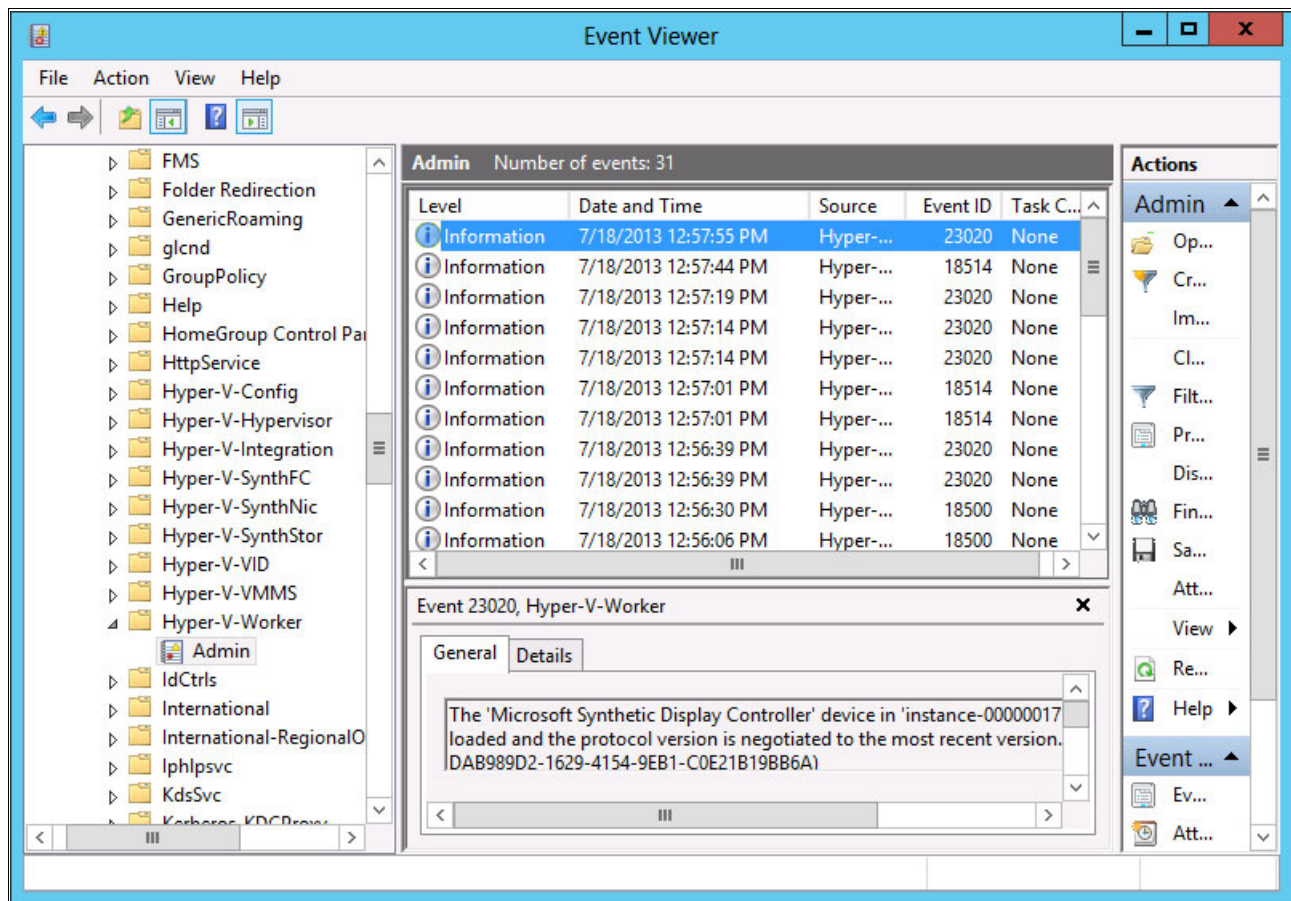 Event Viewer
File Action View Help
FMS
Folder Redirection
GenericRoaming
glcnd
GroupPolicy
Help
HomeGroup Control Pai
HttpService
Hyper-V-Config
Hyper-V-Hypervisor
Hyper-V-Integration
Hyper-V-SynthFC
Hyper-V-SynthNic
Hyper-V-SynthStor
Hyper-V-VID
Hyper-V-VMMS
Hyper-V-Worker
Admin
IdCtrls
International
International-RegionalO
Iphlpsvc
KdsSvc
Kerberos-KDCProxy
Admin Number of events: 31
Level Date and Time Source Event ID Task C...
Information 7/18/2013 12:57:55 PM Hyper-... 23020 None
Information 7/18/2013 12:57:44 PM Hyper-... 18514 None
Information 7/18/2013 12:57:19 PM Hyper-... 23020 None
Information 7/18/2013 12:57:14 PM Hyper-... 23020 None
Information 7/18/2013 12:57:14 PM Hyper-... 23020 None
Information 7/18/2013 12:57:01 PM Hyper-... 18514 None
Information 7/18/2013 12:57:01 PM Hyper-... 18514 None
Information 7/18/2013 12:56:39 PM Hyper-... 23020 None
Information 7/18/2013 12:56:39 PM Hyper-... 23020 None
Information 7/18/2013 12:56:30 PM Hyper-... 18500 None
Information 7/18/2013 12:56:06 PM Hyper-... 18500 None
Event 23020, Hyper-V-Worker
General Details
The 'Microsoft Synthetic Display Controller' device in 'instance-00000017
loaded and the protocol version is negotiated to the most recent version.
DAB989D2-1629-4154-9EB1-C0E21B19BB6A)
Actions
Admin
Op...
Cr...
Im...
Cl...
Filt...
Pr...
Dis...
Fin...
Sa...
Att...
View
Re...
Help
Event ...
Ev...
Att...